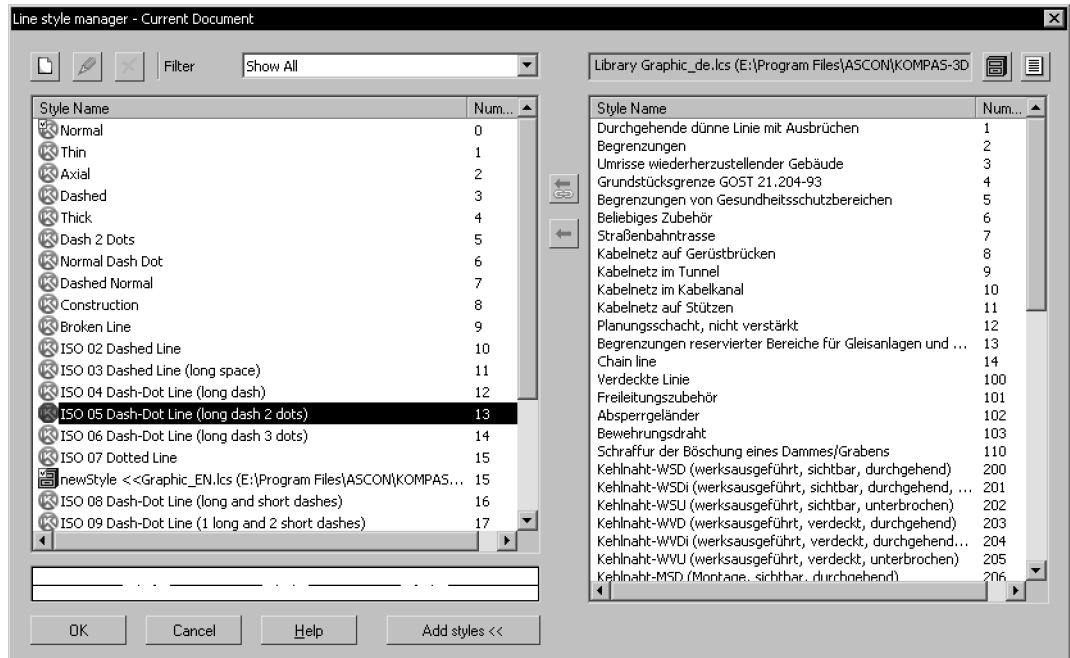 Line style manager - Current Document
Filter
Show All
Style Name Num...
Normal 0
Thin 1
Axial 2
Dashed 3
Thick 4
Dash 2 Dots 5
Normal Dash Dot 6
Dashed Normal 7
Construction 8
Broken Line 9
ISO 02 Dashed Line 10
ISO 03 Dashed Line (long space) 11
ISO 04 Dash-Dot Line (long dash) 12
ISO 05 Dash-Dot Line (long dash 2 dots) 13
ISO 06 Dash-Dot Line (long dash 3 dots) 14
ISO 07 Dotted Line 15
newStyle <<Graphic_EN.lcs (E:\Program Files\ASCON\KOMPAS... 15
ISO 08 Dash-Dot Line (long and short dashes) 16
ISO 09 Dash-Dot Line (1 long and 2 short dashes) 17
OK
Cancel
Help
Add styles <<
Library Graphic_de.lcs (E:\Program Files\ASCON\KOMPAS-3D
Style Name Num...
Durchgehende dünne Linie mit Ausbrüchen 1
Begrenzungen 2
Umrisse wiederherzustellender Gebäude 3
Grundstücksgrenze GOST 21.204-93 4
Begrenzungen von Gesundheitsschutzbereichen 5
Beliebiges Zubehör 6
Straßenbahntrasse 7
Kabelnetz auf Gerüstbrücken 8
Kabelnetz im Tunnel 9
Kabelnetz im Kabelkanal 10
Kabelnetz auf Stützen 11
Planungsschacht, nicht verstärkt 12
Begrenzungen reservierter Bereiche für Gleisanlagen und ... 13
Chain line 14
Verdeckte Linie 100
Freileitungszubehör 101
Absperrgeländer 102
Bewehrungsdraht 103
Schraffur der Böschung eines Dammes/Grabens 110
Kehlnaht-WSD (werksausgeführt, sichtbar, durchgehend) 200
Kehlnaht-WSDi (werksausgeführt, sichtbar, durchgehend, ... 201
Kehlnaht-WSU (werksausgeführt, sichtbar, unterbrochen) 202
Kehlnaht-WVD (werksausgeführt, verdeckt, durchgehend) 203
Kehlnaht-WVDi (werksausgeführt, verdeckt, durchgehend... 204
Kehlnaht-WVU (werksausgeführt, verdeckt, unterbrochen) 205
Kehlnaht-MSD (Montage, sichtbar, durchgehend) 206